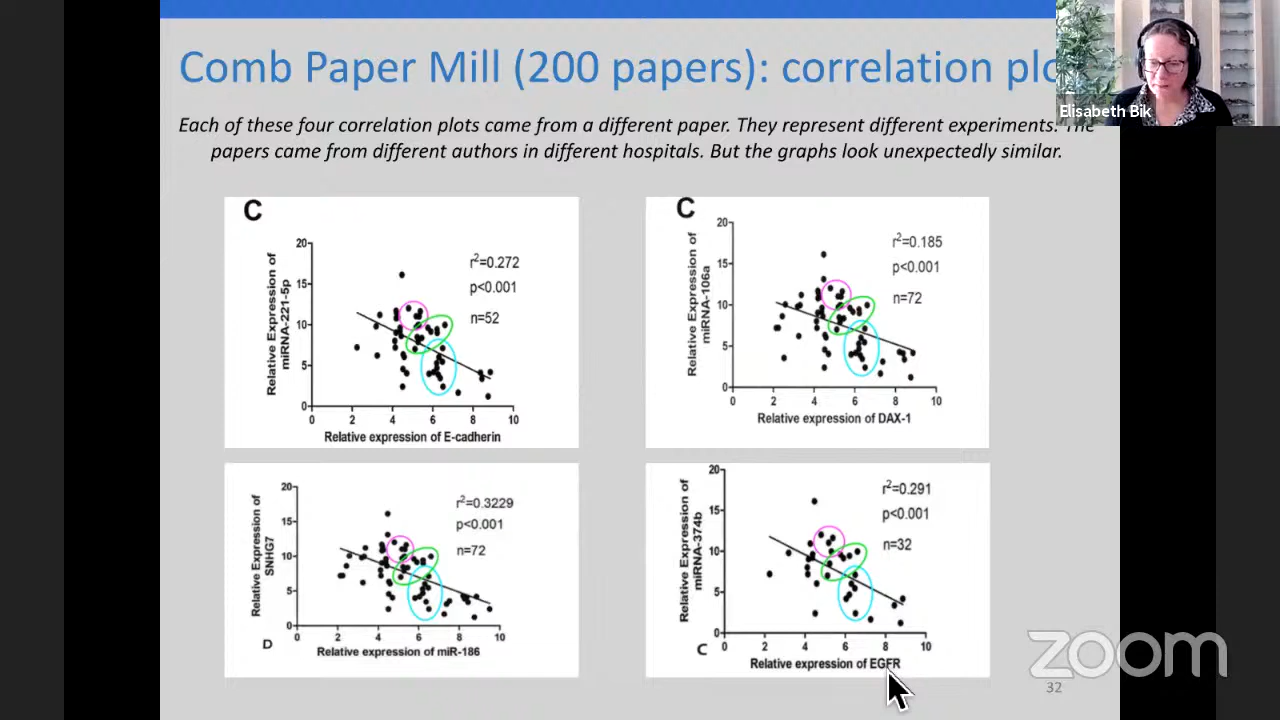 Comb Paper Mill (200 papers): correlation plo
Elisabeth Bik
Each of these four correlation plots came from a different paper. They represent different experiments. The
papers came from different authors in different hospitals. But the graphs look unexpectedly similar.
C
Relative Expression of
miRNA-221-5p
20
15
10
5
0
r²=0.272
p<0.001
n=52
0 2 4 6 8 10
Relative expression of E-cadherin
C
Relative Expression of
miRNA-106a
20
15
10
5
0
r²=0.185
p<0.001
n=72
0 2 4 6 8 10
Relative expression of DAX-1
Relative Expression of
SNHG7
20
15
10
5
0
r²=0.3229
p<0.001
n=72
0 2 4 6 8 10
D
Relative expression of miR-186
Relative Expression of
miRNA-374b
20
15
10
5
0
r²=0.291
p<0.001
n=32
0 2 4 6 8 10
C
Relative expression of EGFR
zoom
32